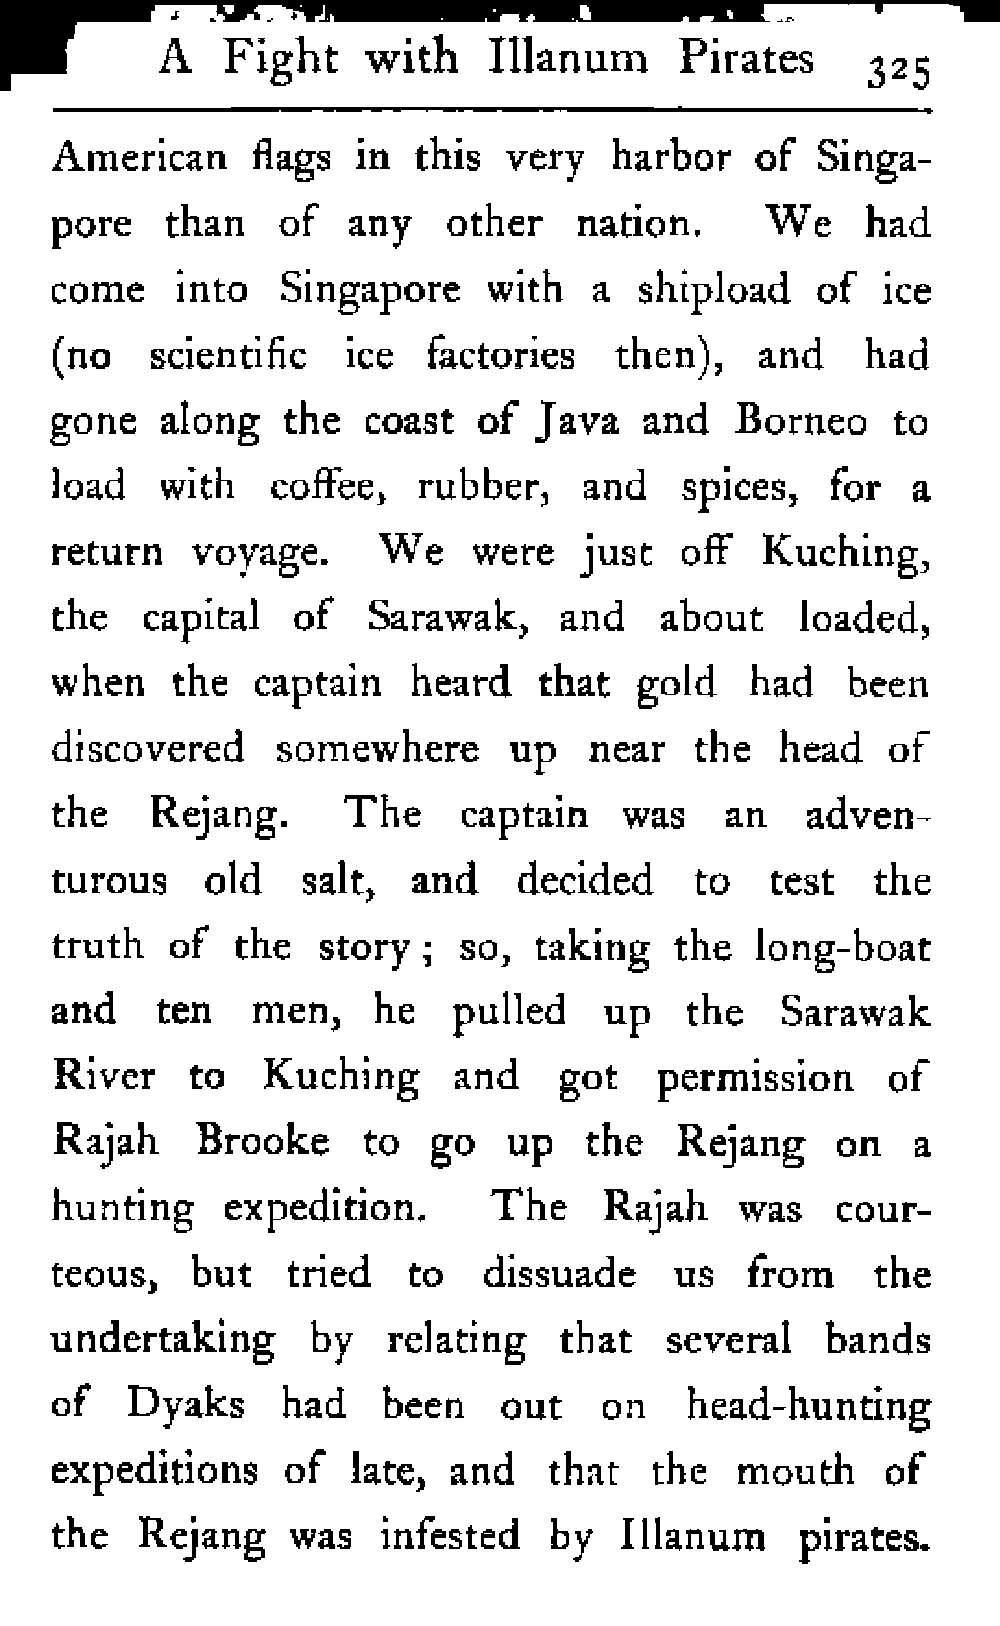 A Fight with Illanum Pirates 325
American flags in this very harbor of Singa-
pore than of any other nation. We had
come into Singapore with a shipload of ice
(no scientific ice factories then), and had
gone along the coast of Java and Borneo to
load with coffee, rubber, and spices, for a
return voyage. We were just off Kuching,
the capital of Sarawak, and about loaded,
when the captain heard that gold had been
discovered somewhere up near the head of
the Rejang. The captain was an adven-
turous old salt, and decided to test the
truth of the story; so, taking the long-boat
and ten men, he pulled up the Sarawak
River to Kuching and got permission of
Rajah Brooke to go up the Rejang on a
hunting expedition. The Rajah was cour-
teous, but tried to dissuade us from the
undertaking by relating that several bands
of Dyaks had been out on head-hunting
expeditions of late, and that the mouth of
the Rejang was infested by Illanum pirates.